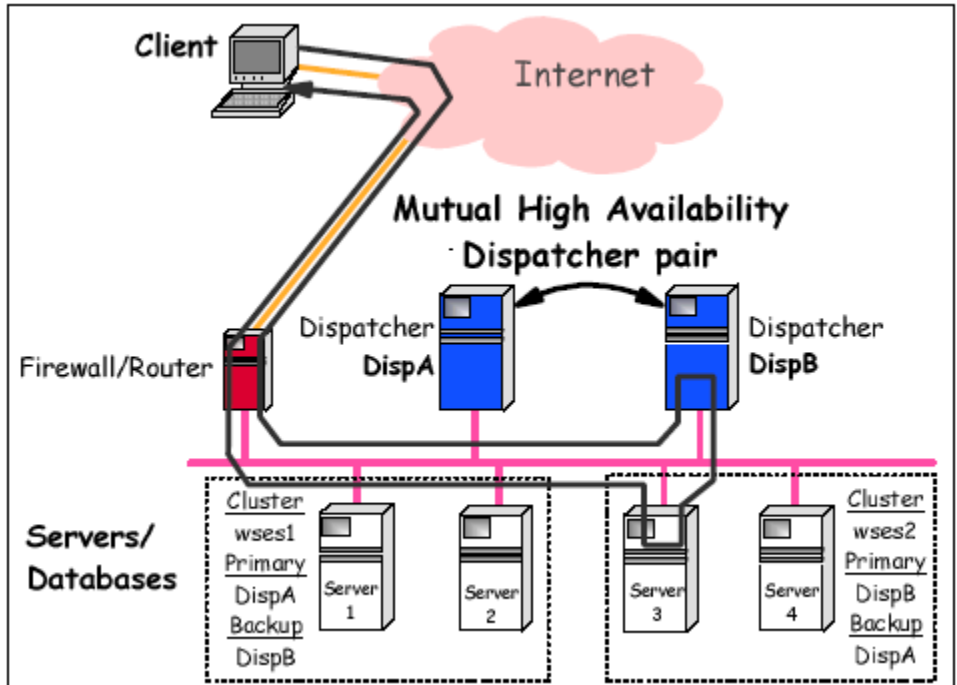 Client
Internet
Mutual High Availability
Dispatcher pair
Dispatcher
DispA
Dispatcher
DispB
Firewall/Router
Servers/
Databases
Cluster
wses1
Primary
DispA
Backup
DispB
Server
1
Server
2
Server
3
Server
4
Cluster
wses2
Primary
DispB
Backup
DispA